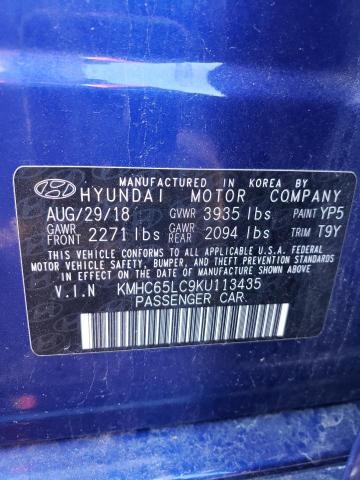 MANUFACTURED IN KOREA BY
HYUNDAI MOTOR COMPANY
AUG/29/18 GVWR 3935 lbs PAINT YP5
GAWR FRONT 2271 lbs GAWR REAR 2094 lbs TRIM T9Y
THIS VEHICLE CONFORMS TO ALL APPLICABLE U.S.A. FEDERAL
MOTOR VEHICLE SAFETY, BUMPER, AND THEFT PREVENTION
STANDARDS IN EFFECT ON THE DATE OF MANUFACTURE SHOWN ABOVE.
V.I.N KMHC65LC9KU113435
PASSENGER CAR